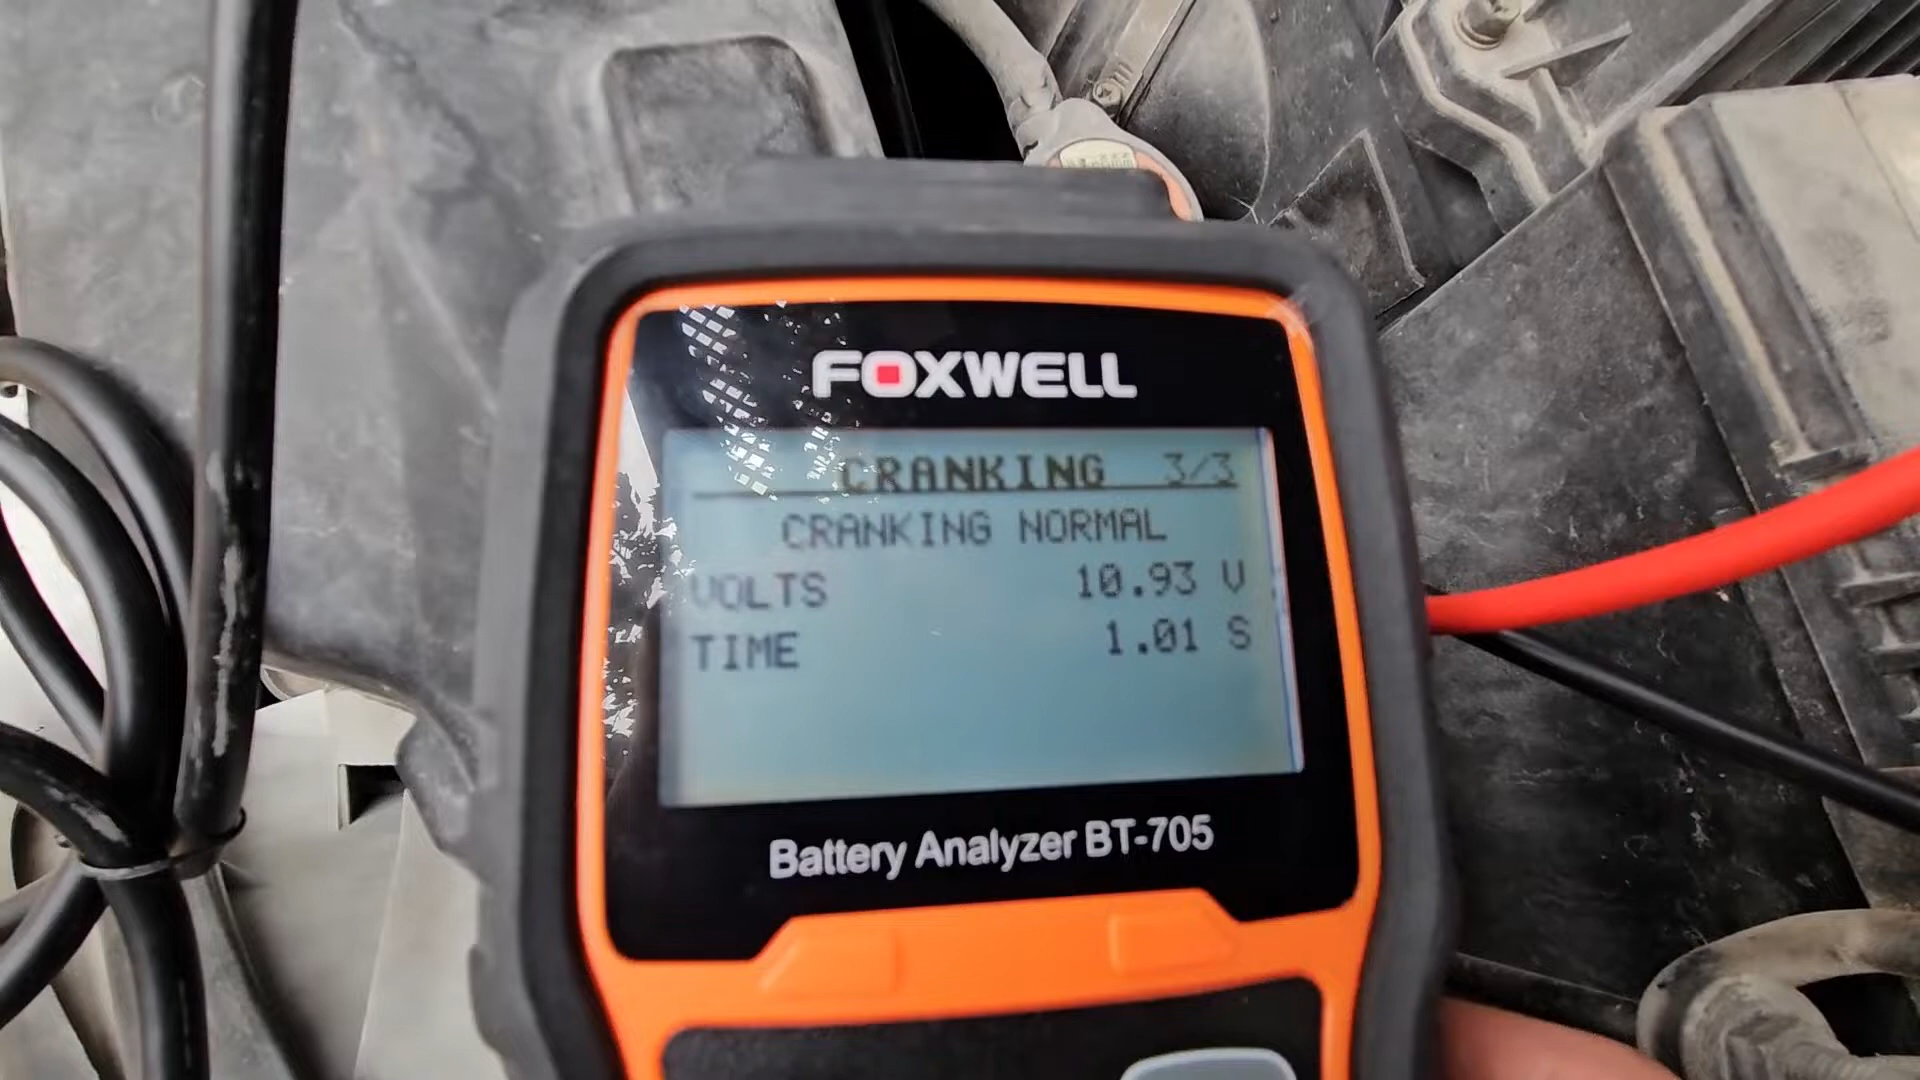 FOXWELL
CRANKING 3/3
CRANKING NORMAL
VOLTS 10.93 V
TIME 1.01 S
Battery Analyzer BT-705